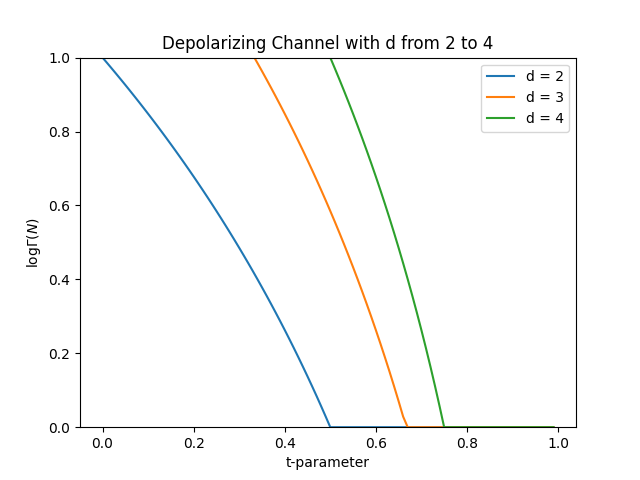 Depolarizing Channel with d from 2 to 4
1.0
0.8
0.6
0.4
0.2
0.0
logΓ(N)
d = 2
d = 3
d = 4
0.0 0.2 0.4 0.6 0.8 1.0
t-parameter